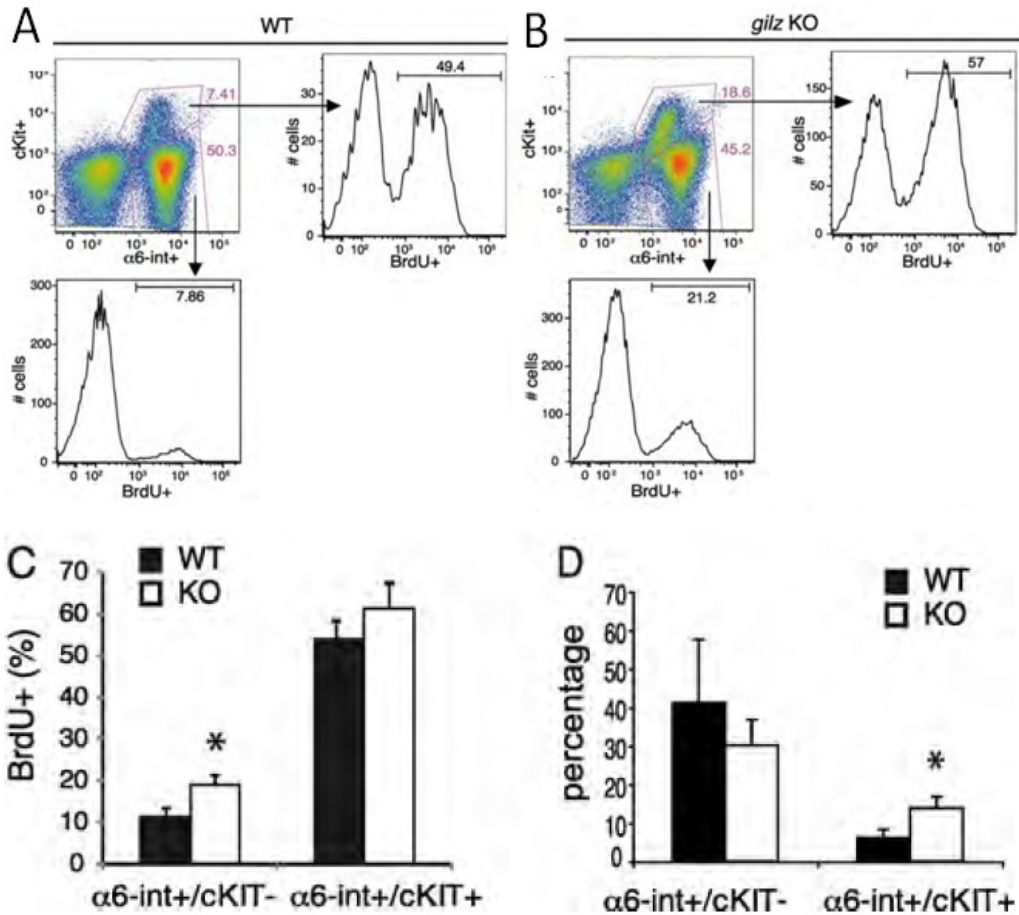 A
WT
B
gilz KO
cKit+
10⁵
10⁴
10³
10²
0
7.41
50.3
0 10² 10³ 10⁴ 10⁵
α6-int+
# cells
30
20
10
0
49.4
0 10² 10³ 10⁴ 10⁵
BrdU+
# cells
300
200
100
0
7.86
0 10² 10³ 10⁴ 10⁵
BrdU+
cKit+
10⁵
10⁴
10³
10²
0
18.6
45.2
0 10² 10³ 10⁴ 10⁵
α6-int+
# cells
150
100
50
0
57
0 10² 10³ 10⁴ 10⁵
BrdU+
# cells
300
200
100
0
21.2
0 10² 10³ 10⁴ 10⁵
BrdU+
C
WT
KO
BrdU+ (%)
70
60
50
40
30
20
10
0
*
α6-int+/cKIT- α6-int+/cKIT+
D
WT
KO
percentage
70
60
50
40
30
20
10
0
*
α6-int+/cKIT- α6-int+/cKIT+